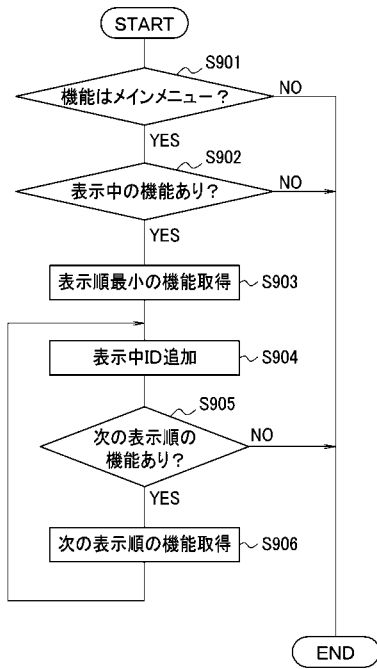 START
S901
機能はメインメニュー？
NO
YES
S902
表示中の機能あり？
NO
YES
表示順最小の機能取得
S903
表示中ID追加
S904
S905
次の表示順の
機能あり？
NO
YES
次の表示順の機能取得
S906
END